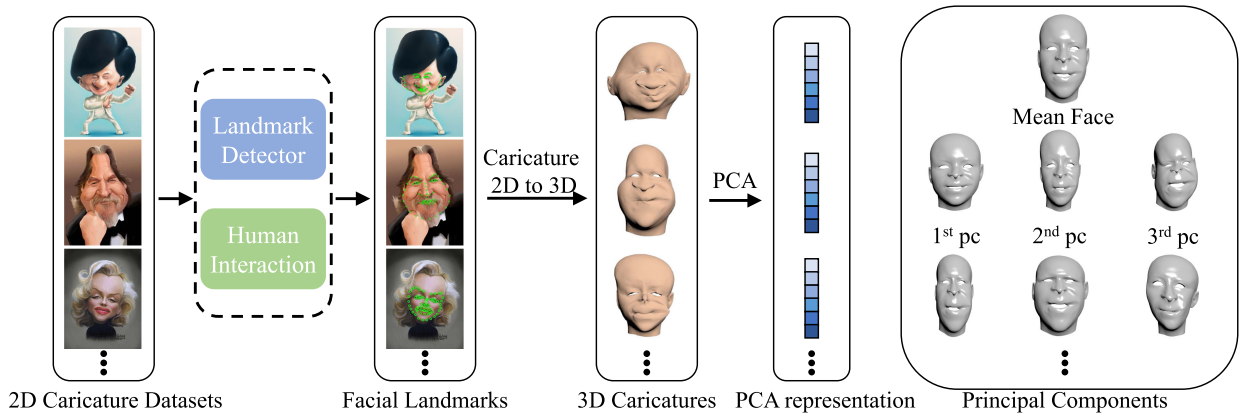 Landmark
Detector
Human
Interaction
Caricature
2D to 3D
PCA
Mean Face
1st pc
2nd pc
3rd pc
2D Caricature Datasets
Facial Landmarks
3D Caricatures
PCA representation
Principal Components